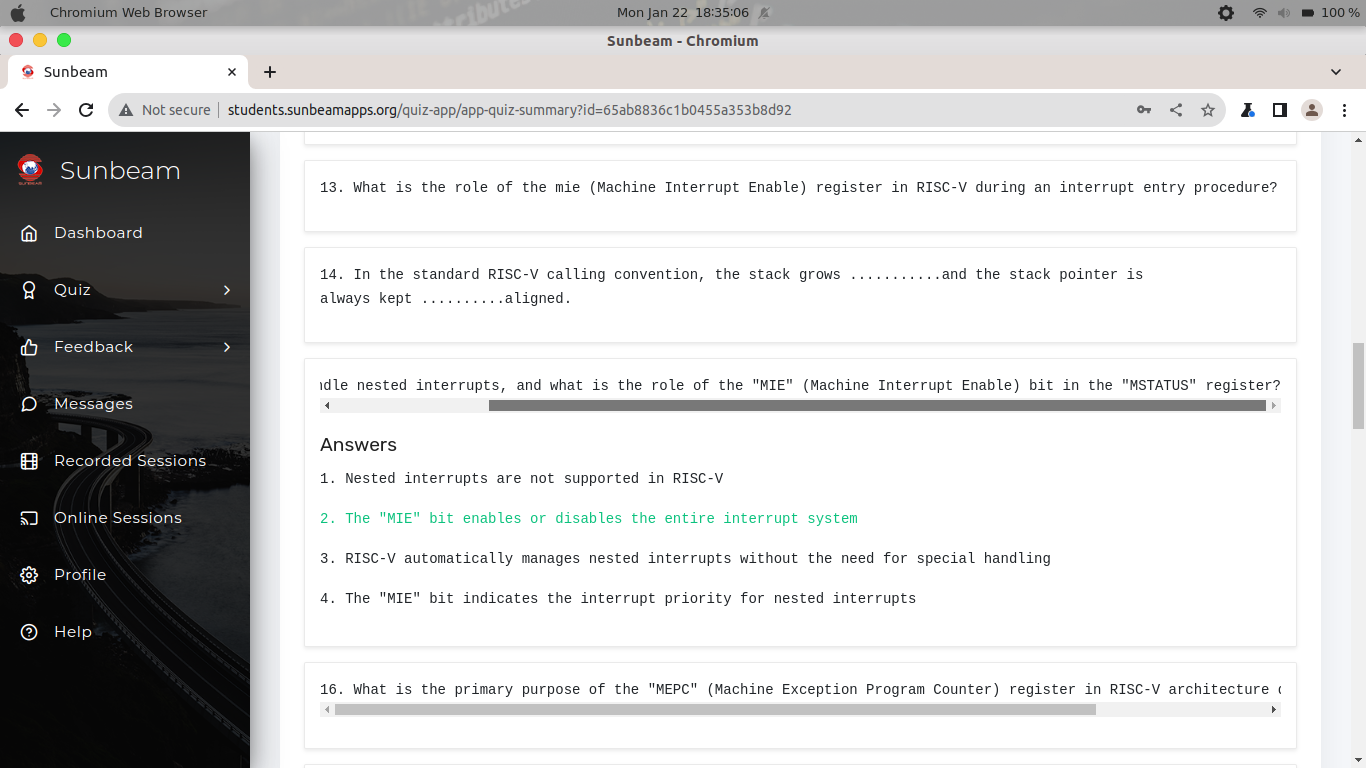 Chromium Web Browser
Mon Jan 22 18:35:06
100 %
Sunbeam - Chromium
Sunbeam
Not secure
students.sunbeamapps.org/quiz-app/app-quiz-summary?id=65ab8836c1b0455a353b8d92
Sunbeam
Dashboard
Quiz
Feedback
Messages
Recorded Sessions
Online Sessions
Profile
Help
13. What is the role of the mie (Machine Interrupt Enable) register in RISC-V during an interrupt entry procedure?
14. In the standard RISC-V calling convention, the stack grows ...........and the stack pointer is
always kept ..........aligned.
nested interrupts, and what is the role of the "MIE" (Machine Interrupt Enable) bit in the "MSTATUS" register?
Answers
1. Nested interrupts are not supported in RISC-V
2. The "MIE" bit enables or disables the entire interrupt system
3. RISC-V automatically manages nested interrupts without the need for special handling
4. The "MIE" bit indicates the interrupt priority for nested interrupts
16. What is the primary purpose of the "MEPC" (Machine Exception Program Counter) register in RISC-V architecture